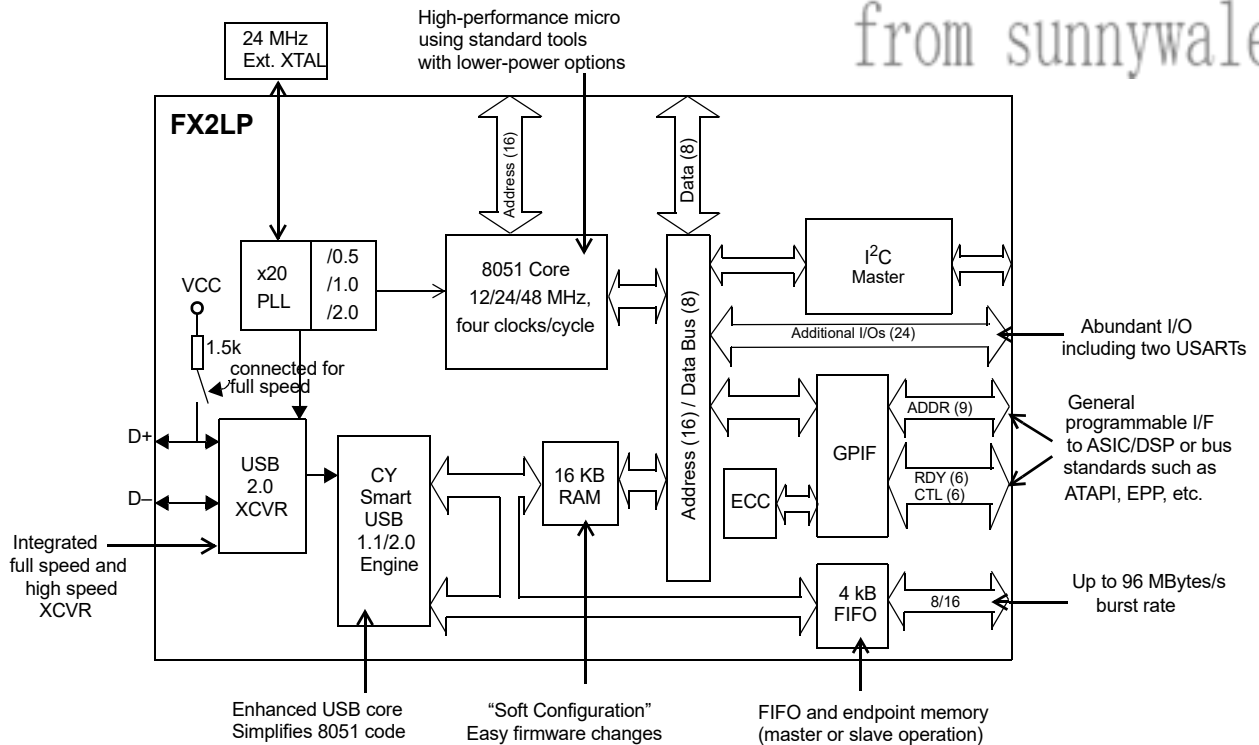 from sunnywale
24 MHz
Ext. XTAL
High-performance micro
using standard tools
with lower-power options
FX2LP
Address (16)
Data (8)
x20
PLL
/0.5
/1.0
/2.0
VCC
1.5k
connected for
full speed
8051 Core
12/24/48 MHz,
four clocks/cycle
Address (16) / Data Bus (8)
I²C
Master
Additional I/Os (24)
Abundant I/O
including two USARTs
ADDR (9)
GPIF
RDY (6)
CTL (6)
General
programmable I/F
to ASIC/DSP or bus
standards such as
ATAPI, EPP, etc.
D+
D–
USB
2.0
XCVR
CY
Smart
USB
1.1/2.0
Engine
16 KB
RAM
ECC
Integrated
full speed and
high speed
XCVR
4 kB
FIFO
8/16
Up to 96 MBytes/s
burst rate
Enhanced USB core
Simplifies 8051 code
“Soft Configuration”
Easy firmware changes
FIFO and endpoint memory
(master or slave operation)